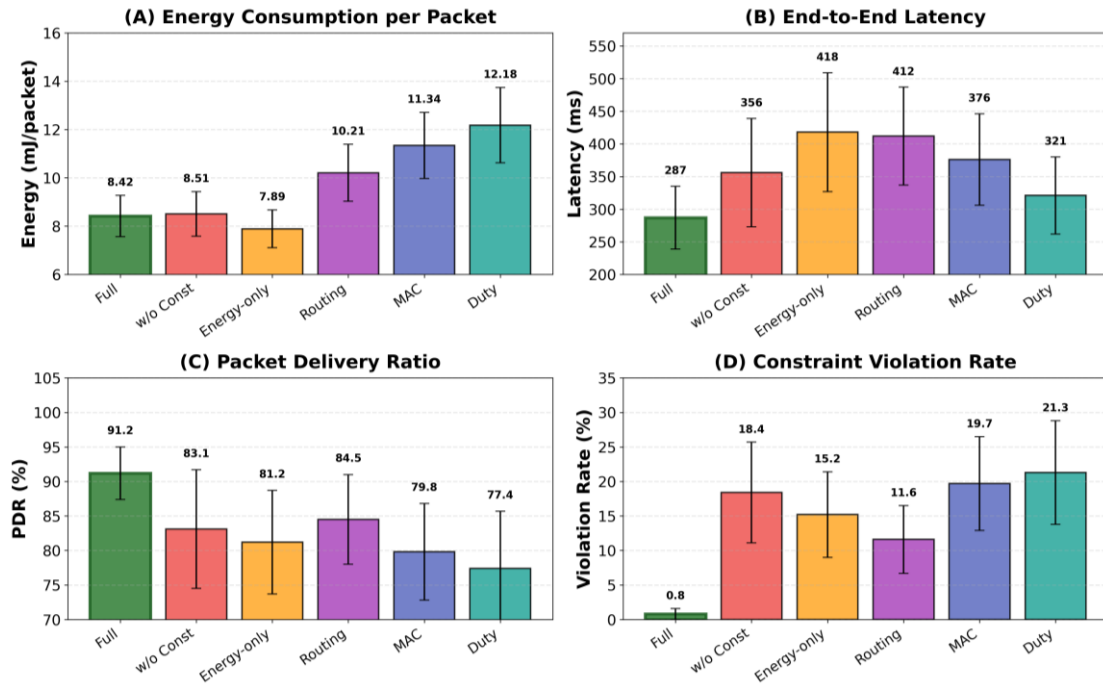 (A) Energy Consumption per Packet
Energy (mJ/packet)
16
14
12
10
8
6
8.42
8.51
7.89
10.21
11.34
12.18
Full
w/o Const
Energy-only
Routing
MAC
Duty
(B) End-to-End Latency
Latency (ms)
550
500
450
400
350
300
250
200
287
356
418
412
376
321
Full
w/o Const
Energy-only
Routing
MAC
Duty
(C) Packet Delivery Ratio
PDR (%)
105
100
95
90
85
80
75
70
91.2
83.1
81.2
84.5
79.8
77.4
Full
w/o Const
Energy-only
Routing
MAC
Duty
(D) Constraint Violation Rate
Violation Rate (%)
35
30
25
20
15
10
5
0
0.8
18.4
15.2
11.6
19.7
21.3
Full
w/o Const
Energy-only
Routing
MAC
Duty